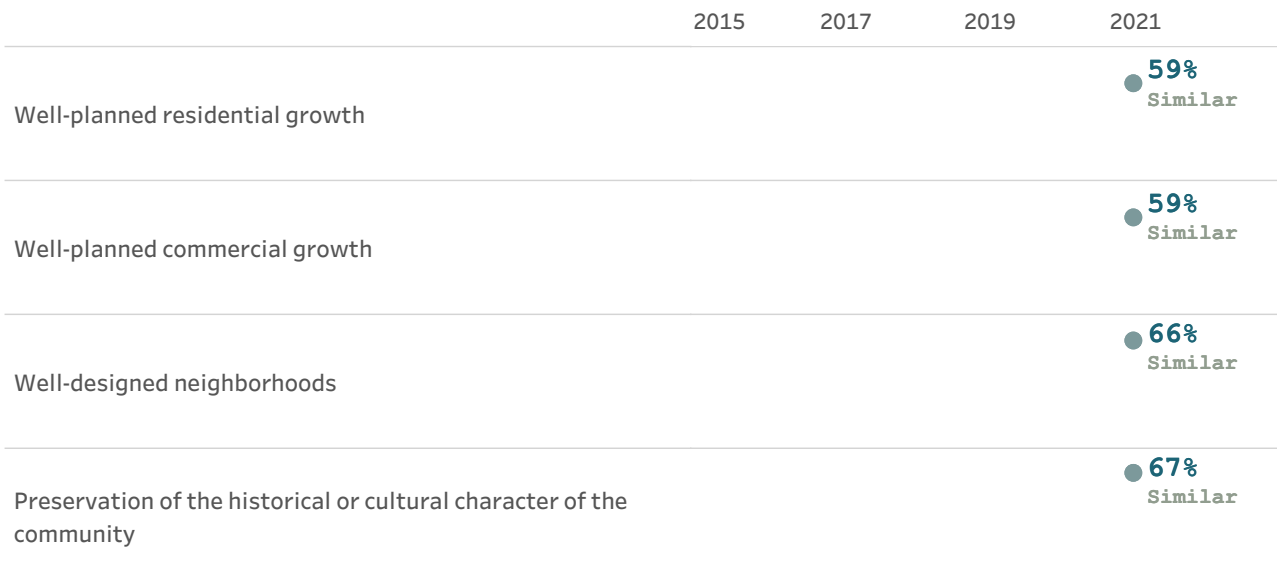 2015 2017 2019 2021
59%
Similar
Well-planned residential growth
59%
Similar
Well-planned commercial growth
66%
Similar
Well-designed neighborhoods
67%
Similar
Preservation of the historical or cultural character of the
community